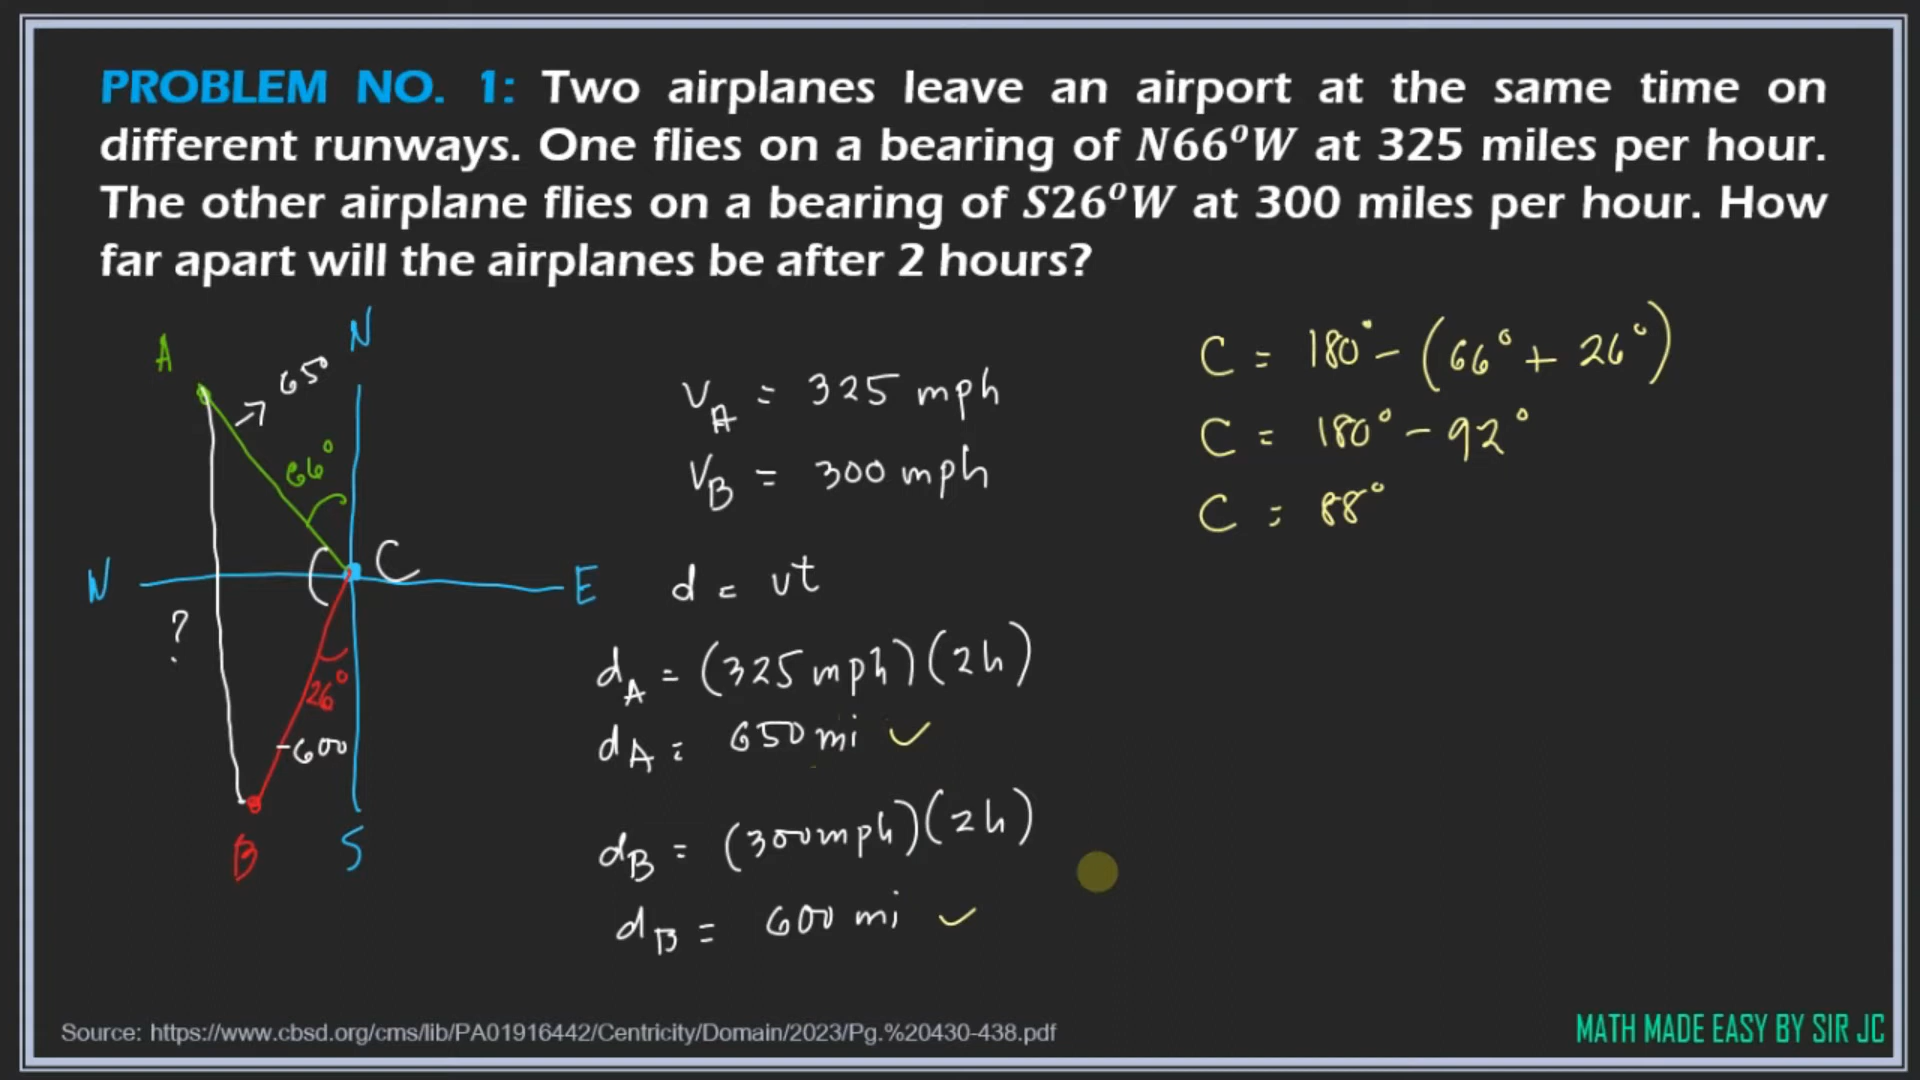 PROBLEM NO. 1: Two airplanes leave an airport at the same time on
different runways. One flies on a bearing of N66°W at 325 miles per hour.
The other airplane flies on a bearing of S26°W at 300 miles per hour. How
far apart will the airplanes be after 2 hours?
A
N
65°
66°
C
W
E
?
26°
-600
B
S
V_A = 325 mph
V_B = 300 mph
d = vt
d_A = (325 mph)(2h)
d_A = 650 mi ✓
d_B = (300mph)(2h)
d_B = 600 mi ✓
C = 180° - (66° + 26°)
C = 180° - 92°
C = 88°
Source: https://www.cbsd.org/cms/lib/PA01916442/Centricity/Domain/2023/Pg.%20430-438.pdf
MATH MADE EASY BY SIR JC